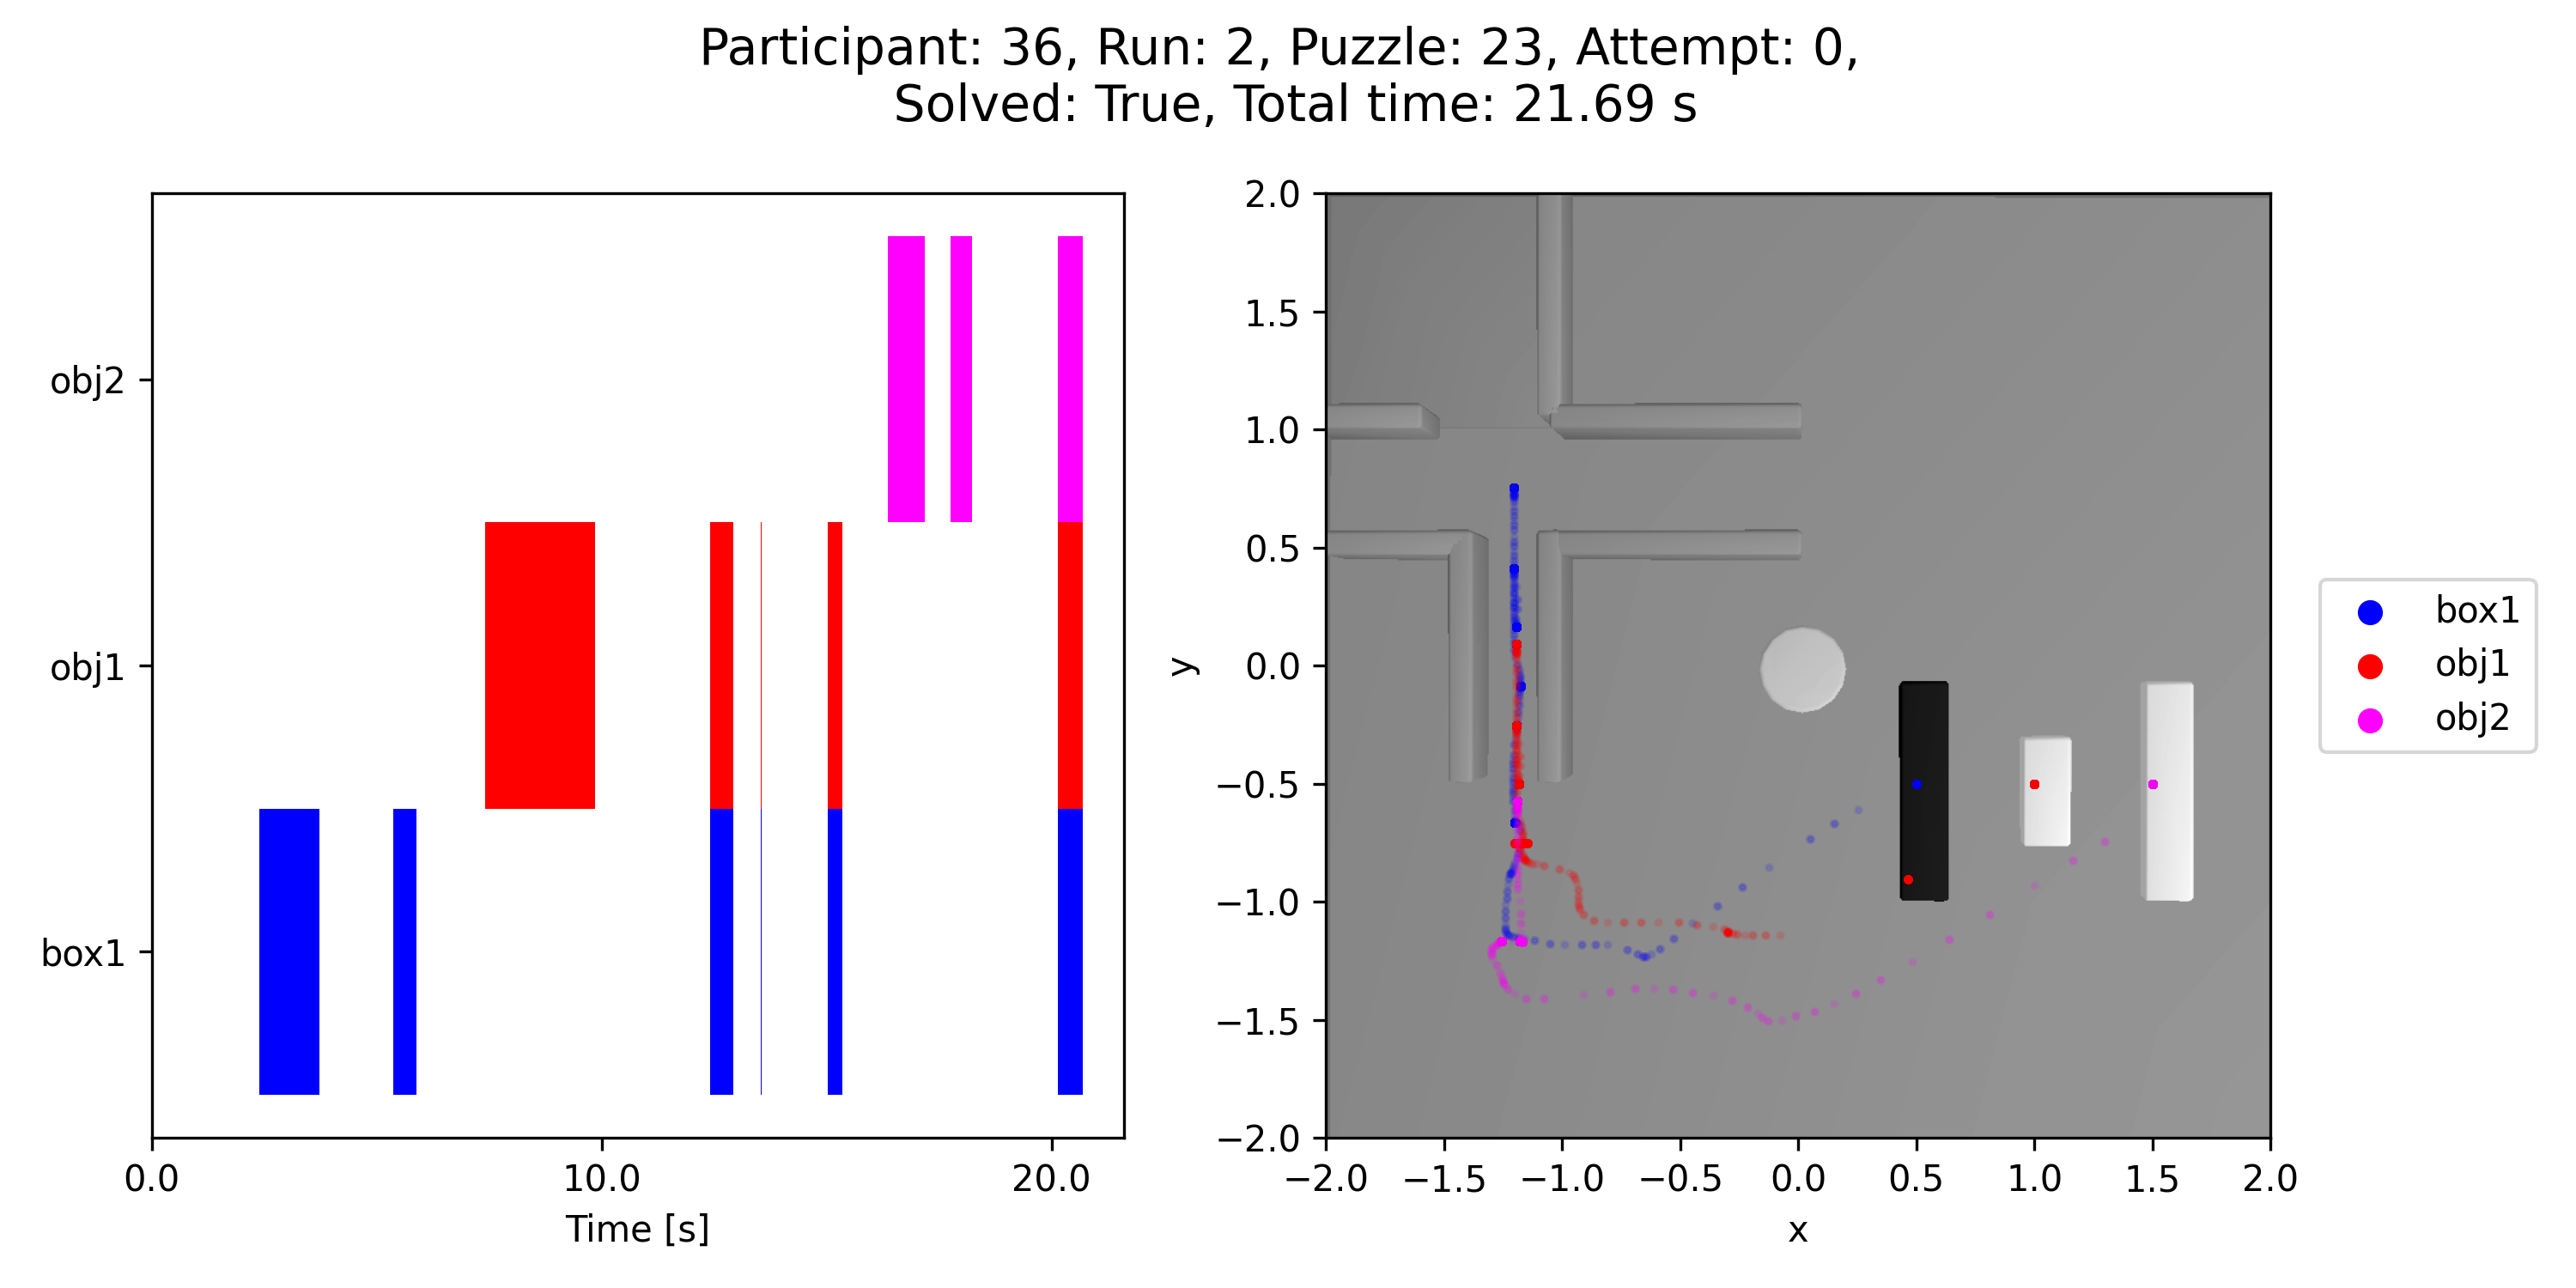 Participant: 36, Run: 2, Puzzle: 23, Attempt: 0,
Solved: True, Total time: 21.69 s
obj2
obj1
box1
0.0 10.0 20.0
Time [s]
2.0
1.5
1.0
0.5
0.0
−0.5
−1.0
−1.5
−2.0
y
−2.0 −1.5 −1.0 −0.5 0.0 0.5 1.0 1.5 2.0
x
box1
obj1
obj2